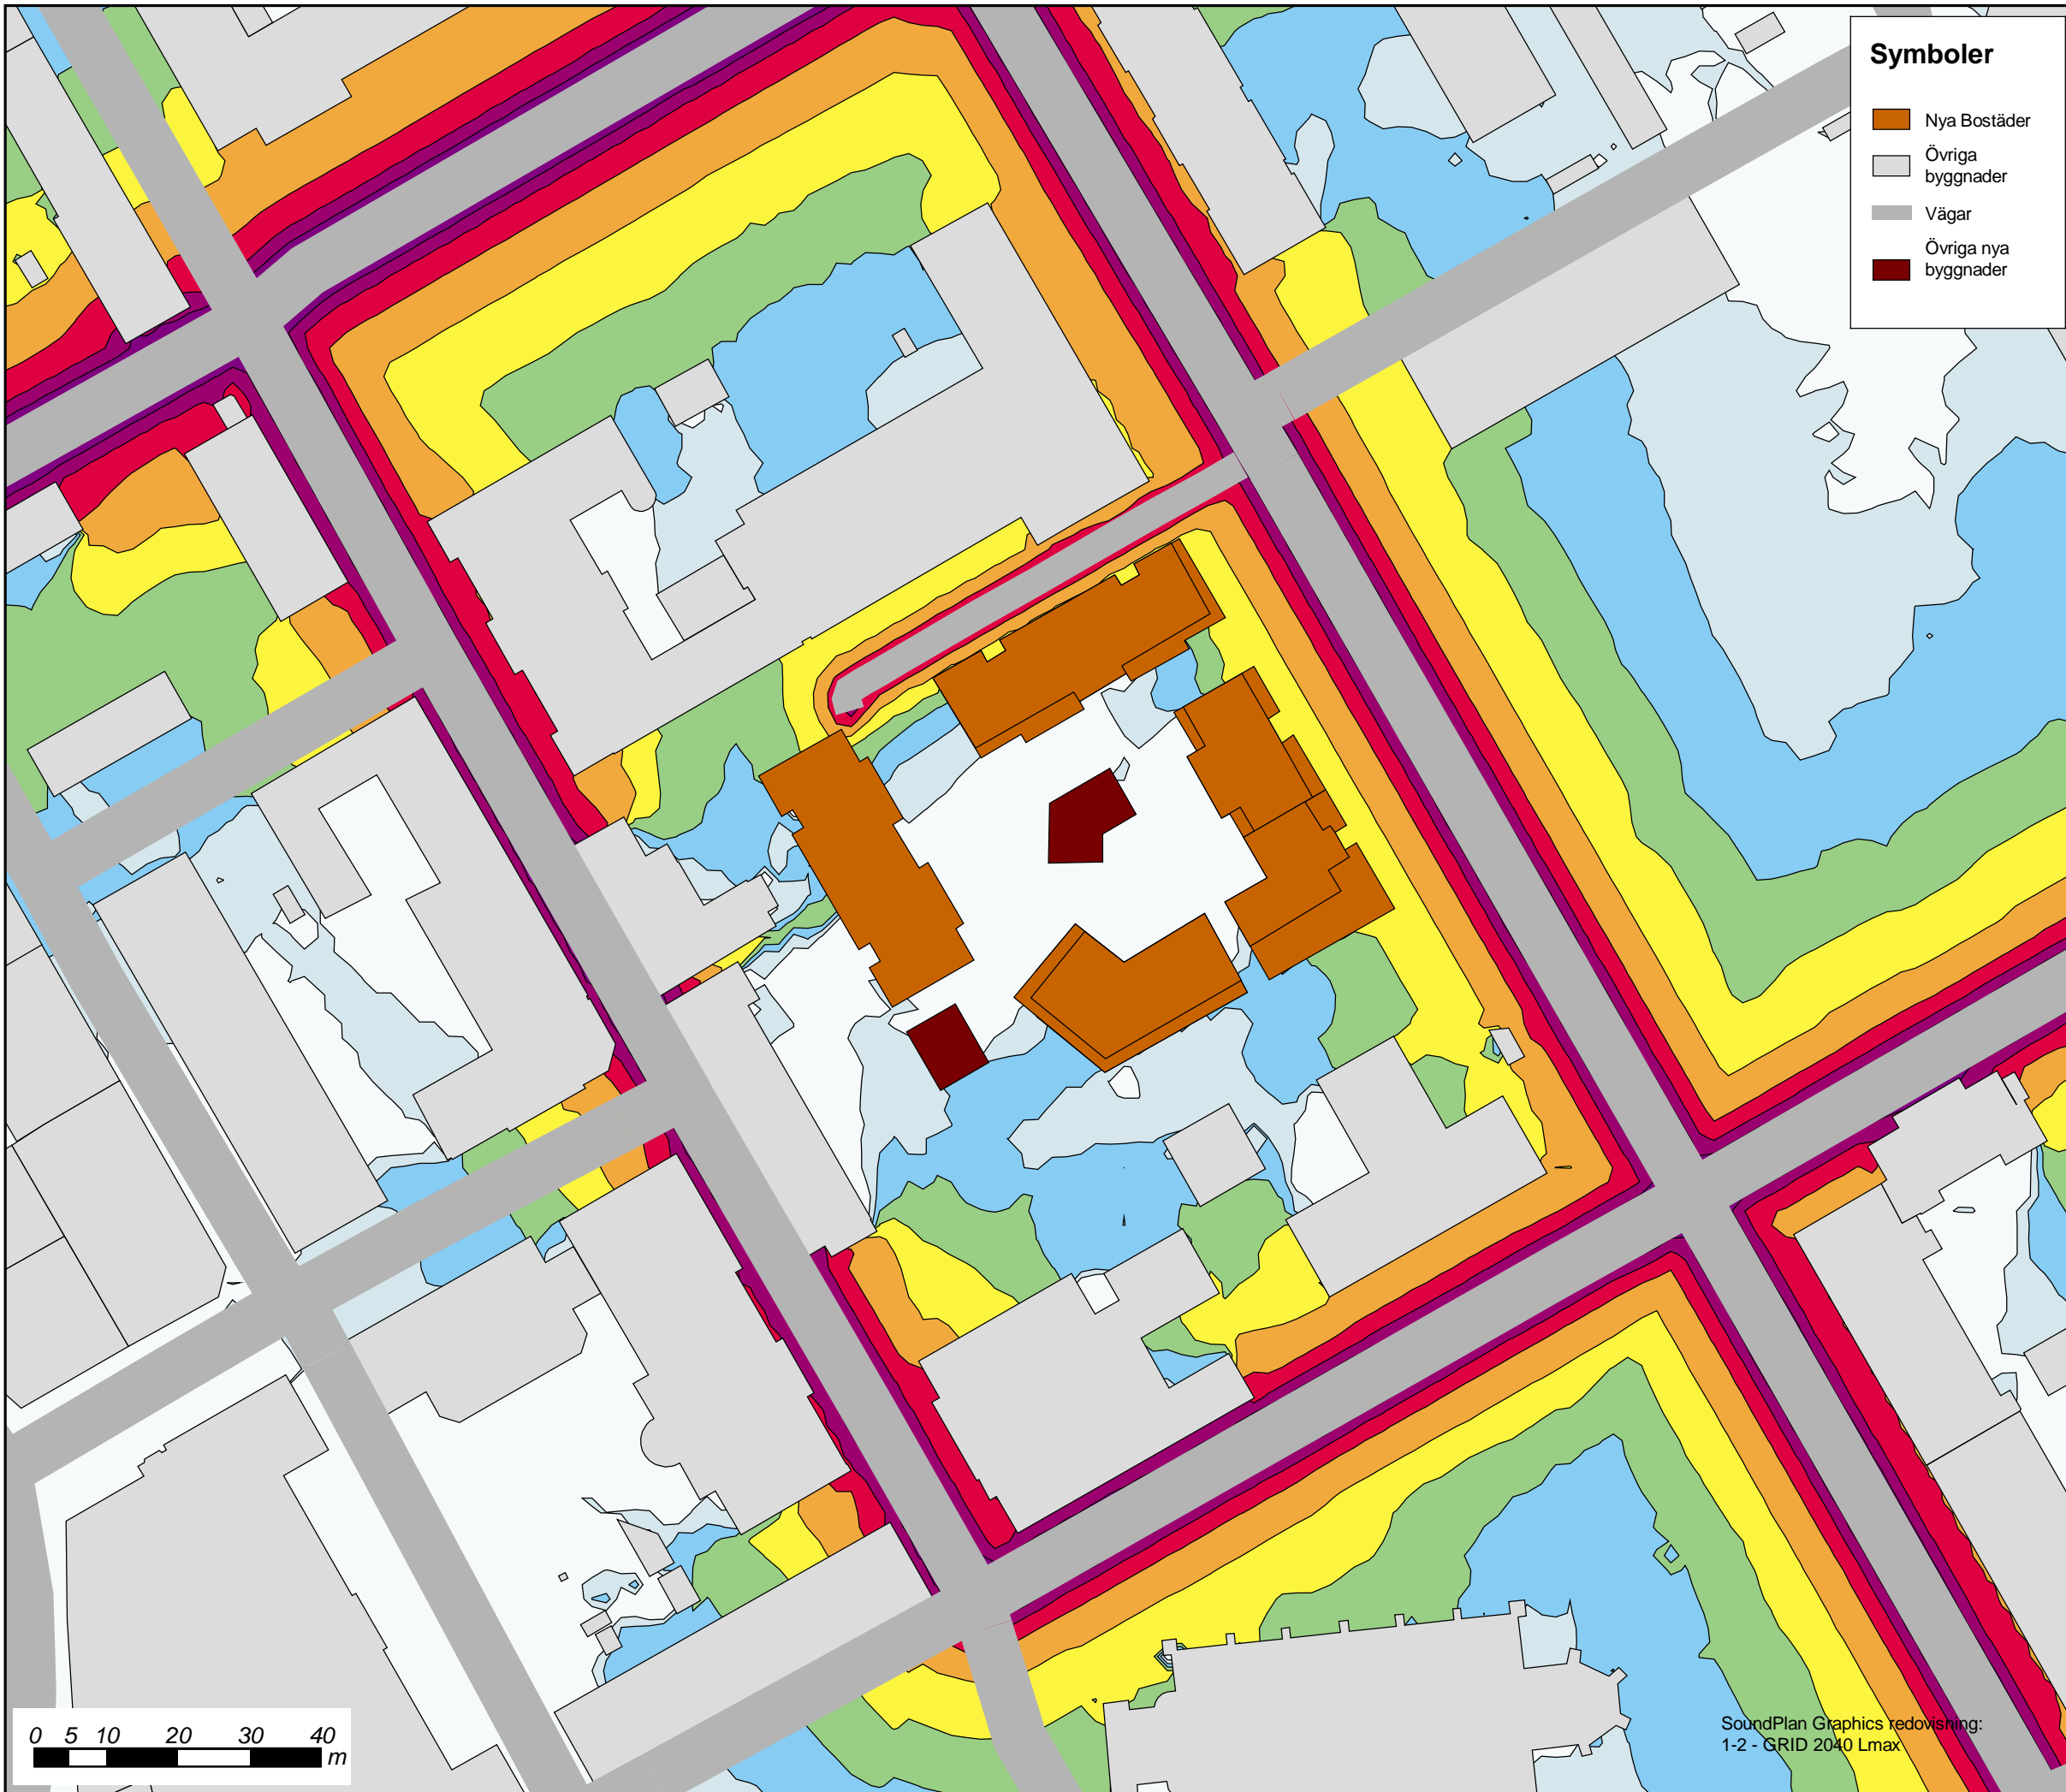 Symboler
Nya Bostäder
Övriga
byggnader
Vägar
Övriga nya
byggnader
0 5 10 20 30 40
m
SoundPlan Graphics redovisning:
1-2 - GRID 2040 Lmax